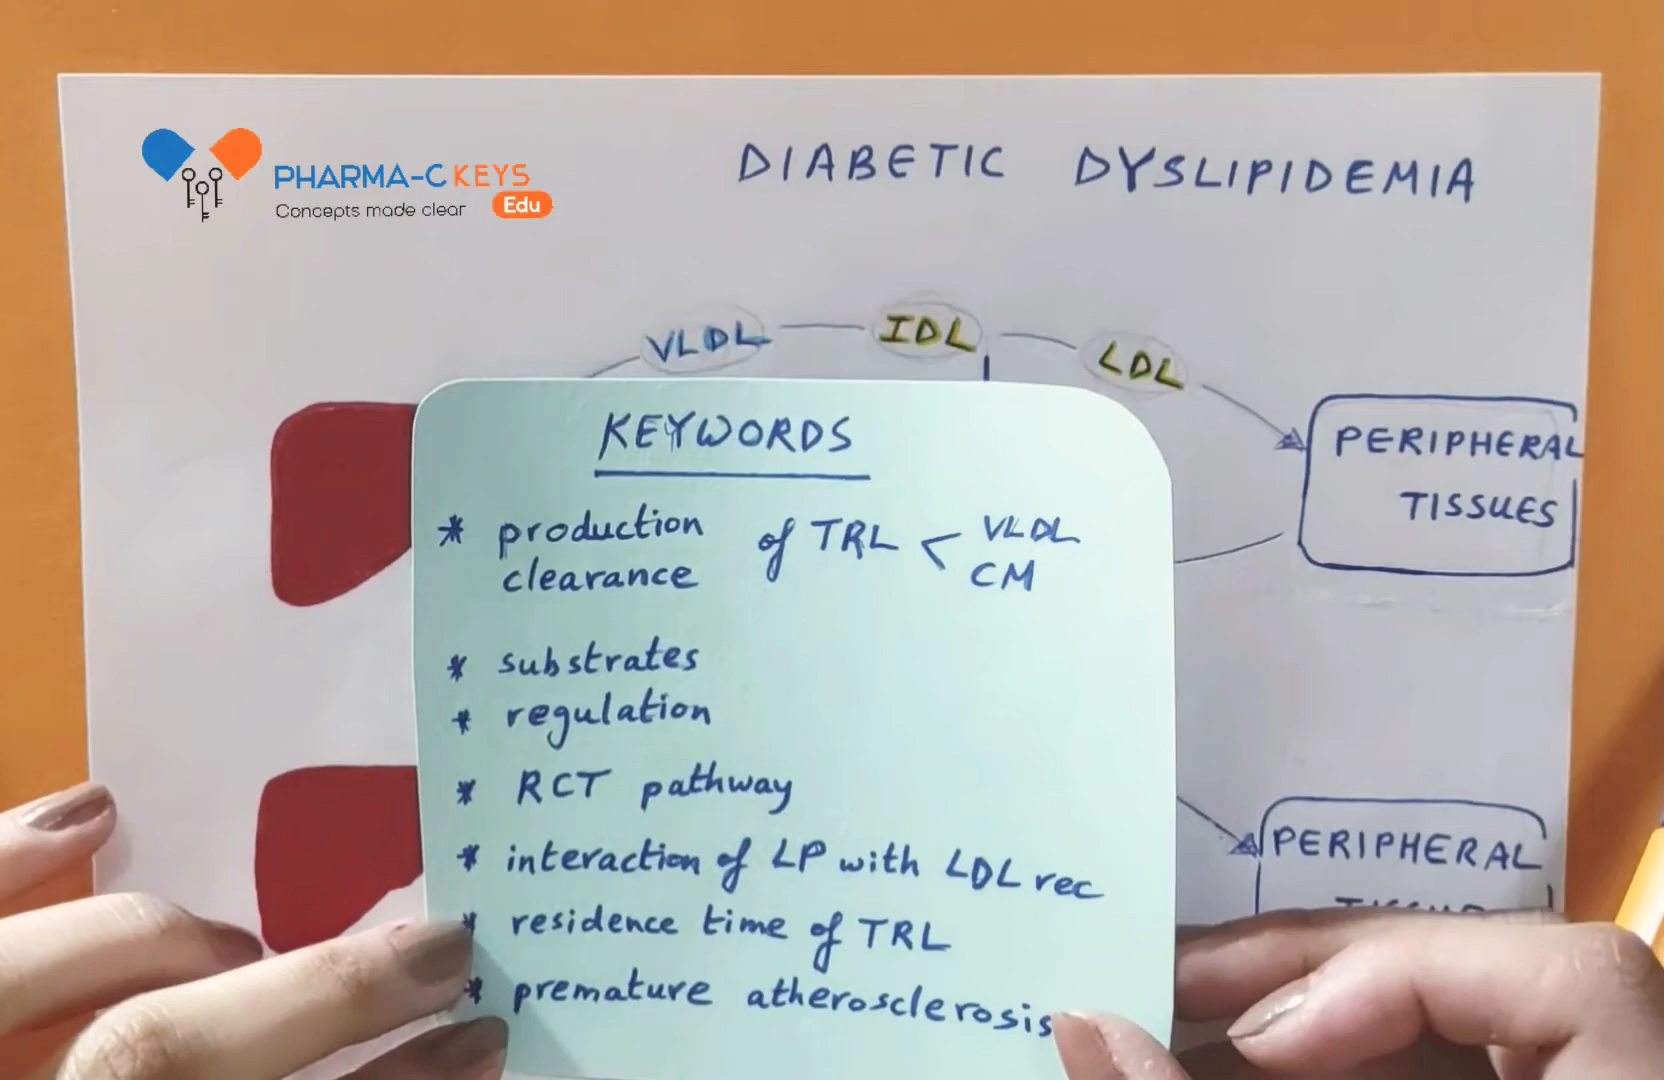 PHARMA-C KEYS
Concepts made clear Edu
DIABETIC DYSLIPIDEMIA
VLDL IDL LDL
PERIPHERAL
TISSUES
KEYWORDS
* production
clearance of TRL < VLDL
CM
* substrates
* regulation
* RCT pathway
* interaction of LP with LDL rec
* residence time of TRL
* premature atherosclerosis
PERIPHERAL